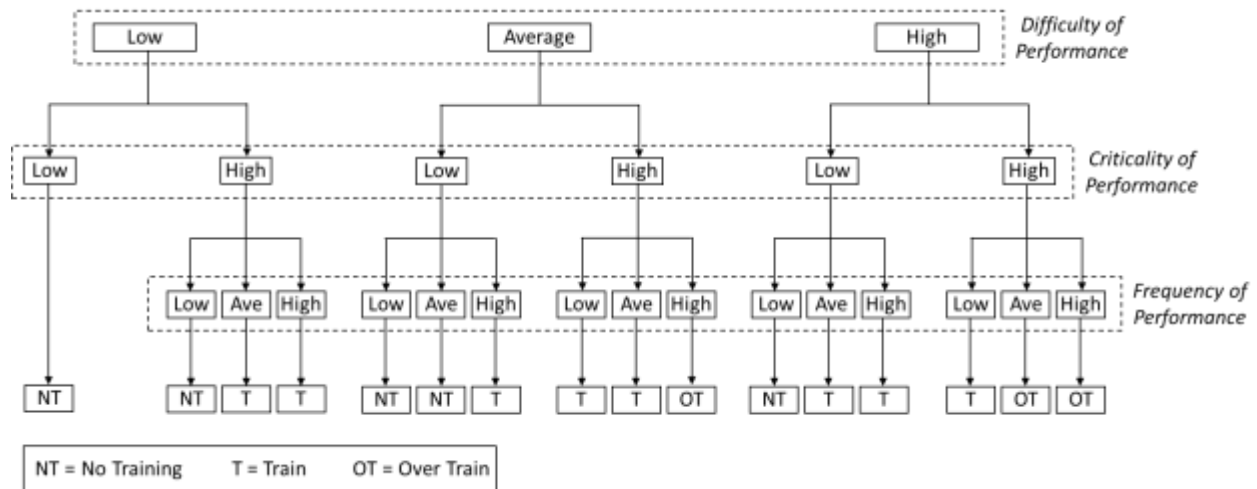 Low Average High Difficulty of
Performance
Low High Low High Low High Criticality of
Performance
Low Ave High Low Ave High Low Ave High Low Ave High Low Ave High Frequency of
Performance
NT NT T T NT NT T T T OT NT T T T OT OT
NT = No Training T = Train OT = Over Train